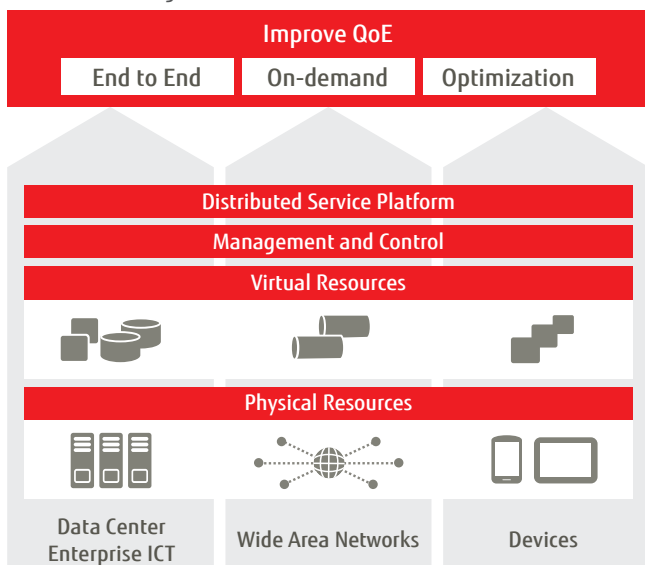 Improve QoE
End to End
On-demand
Optimization
Distributed Service Platform
Management and Control
Virtual Resources
Physical Resources
Data Center
Enterprise ICT
Wide Area Networks
Devices